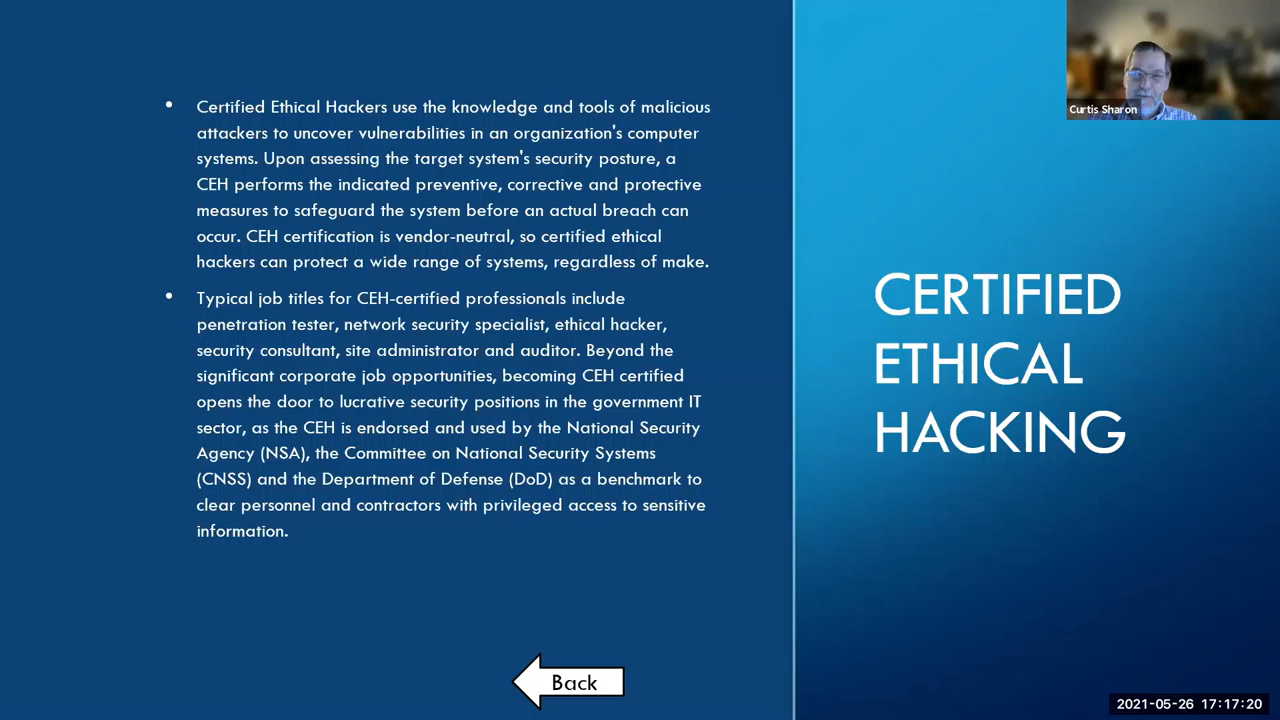 • Certified Ethical Hackers use the knowledge and tools of malicious
attackers to uncover vulnerabilities in an organization's computer
systems. Upon assessing the target system's security posture, a
CEH performs the indicated preventive, corrective and protective
measures to safeguard the system before an actual breach can
occur. CEH certification is vendor-neutral, so certified ethical
hackers can protect a wide range of systems, regardless of make.
• Typical job titles for CEH-certified professionals include
penetration tester, network security specialist, ethical hacker,
security consultant, site administrator and auditor. Beyond the
significant corporate job opportunities, becoming CEH certified
opens the door to lucrative security positions in the government IT
sector, as the CEH is endorsed and used by the National Security
Agency (NSA), the Committee on National Security Systems
(CNSS) and the Department of Defense (DoD) as a benchmark to
clear personnel and contractors with privileged access to sensitive
information.
Back
Curtis Sharon
CERTIFIED
ETHICAL
HACKING
2021-05-26 17:17:20